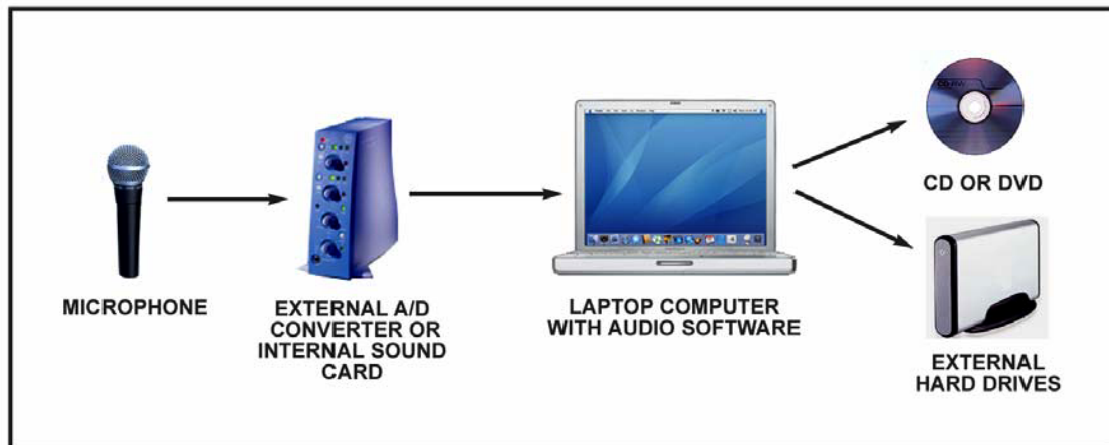 MICROPHONE
EXTERNAL A/D
CONVERTER OR
INTERNAL SOUND
CARD
LAPTOP COMPUTER
WITH AUDIO SOFTWARE
CD OR DVD
EXTERNAL
HARD DRIVES